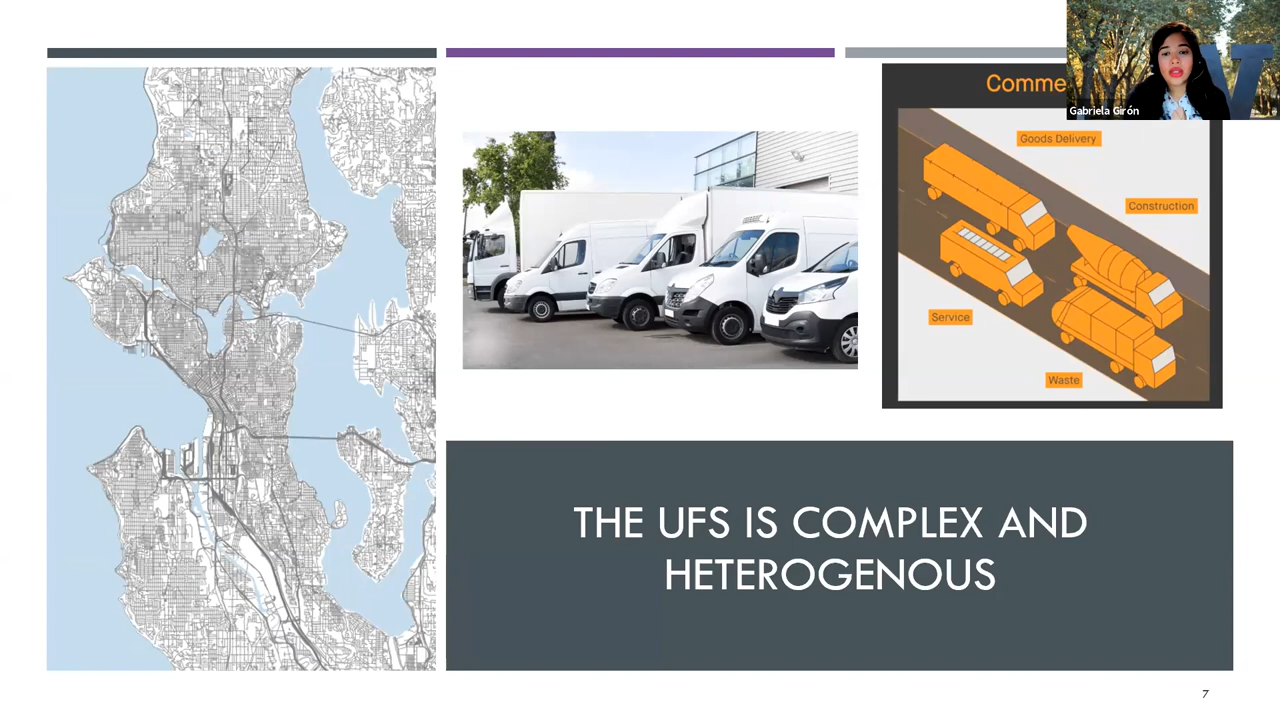 Comme
Gabriela Girón
Goods Delivery
Construction
Service
Waste
THE UFS IS COMPLEX AND
HETEROGENOUS
7